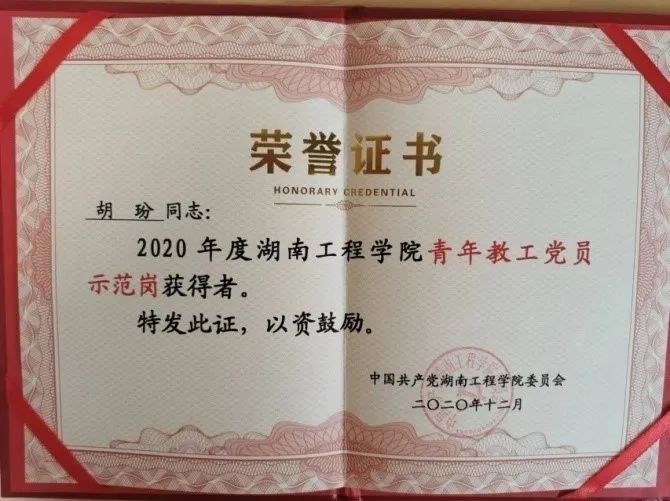 荣誉证书
HONORARY CREDENTIAL
胡 玢 同志：
2020 年度湖南工程学院青年教工党员
示范岗获得者。
特发此证，以资鼓励。
中国共产党湖南工程学院委员会
二〇二〇年十二月